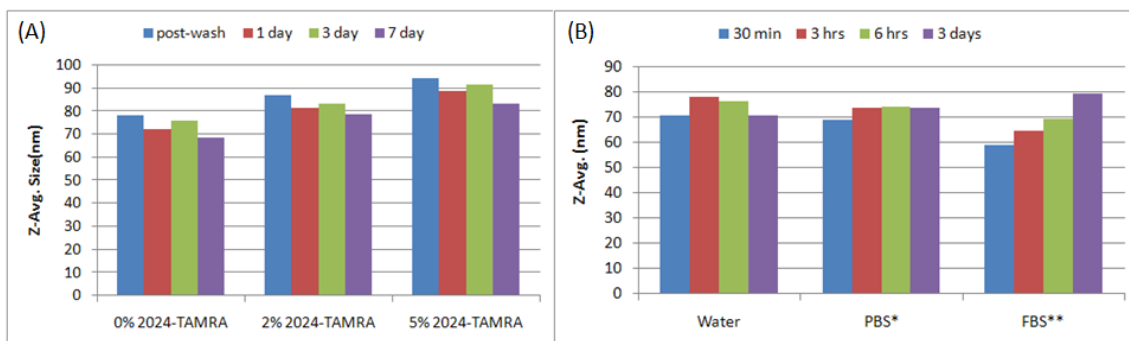 (A)
post-wash 1 day 3 day 7 day
Z-Avg. Size(nm)
100
90
80
70
60
50
40
30
20
10
0
0% 2024-TAMRA 2% 2024-TAMRA 5% 2024-TAMRA
(B)
30 min 3 hrs 6 hrs 3 days
Z-Avg. (nm)
90
80
70
60
50
40
30
20
10
0
Water PBS* FBS**